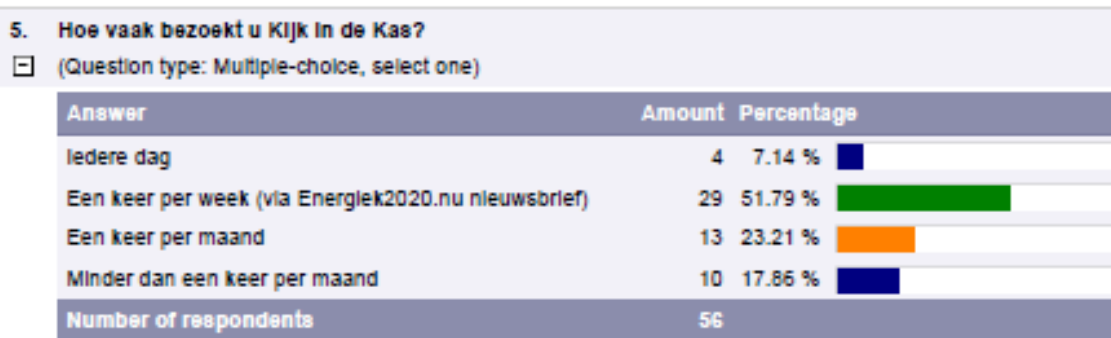 5. Hoe vaak bezoekt u Kijk in de Kas?
(Question type: Multiple-choice, select one)
Answer Amount Percentage
Iedere dag 4 7.14 %
Een keer per week (via Energiek2020.nu nieuwsbrief) 29 51.79 %
Een keer per maand 13 23.21 %
Minder dan een keer per maand 10 17.86 %
Number of respondents 56